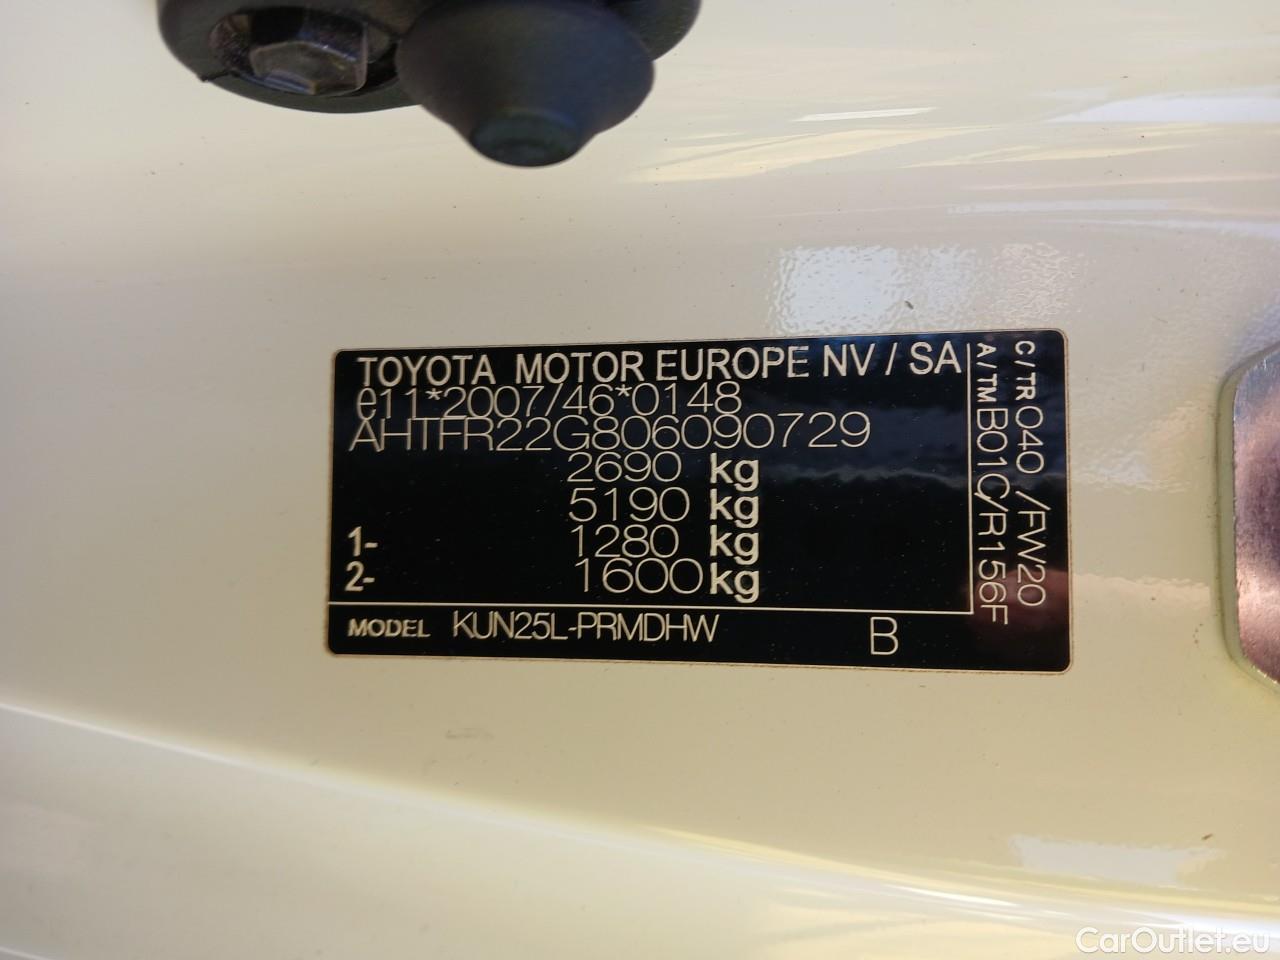 TOYOTA MOTOR EUROPE NV / SA
e11*2007/46*0148
AHTFR22G806090729
2690 kg
5190 kg
1- 1280 kg
2- 1600 kg
MODEL KUN25L-PRMDHW B
C/TR 040 /FW20
A/TM B01C/R156F
CarOutlet.eu